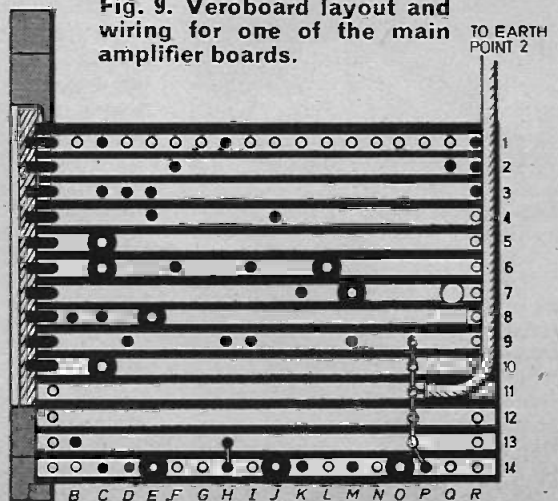 Fig. 9. Veroboard layout and
wiring for one of the main
amplifier boards.
TO EARTH
POINT 2
1
2
3
4
5
6
7
8
9
10
11
12
13
14
B C D E F G H I J K L M N O P Q R